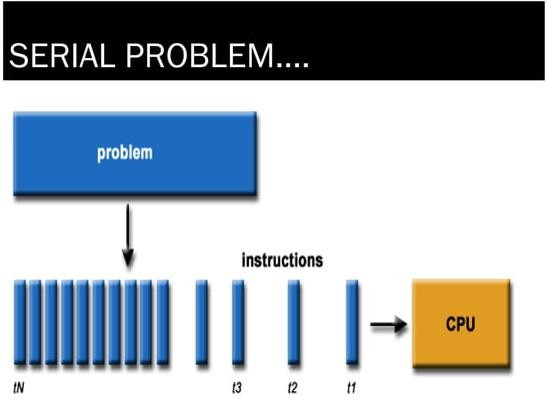 SERIAL PROBLEM....
problem
instructions
CPU
tN t3 t2 t1